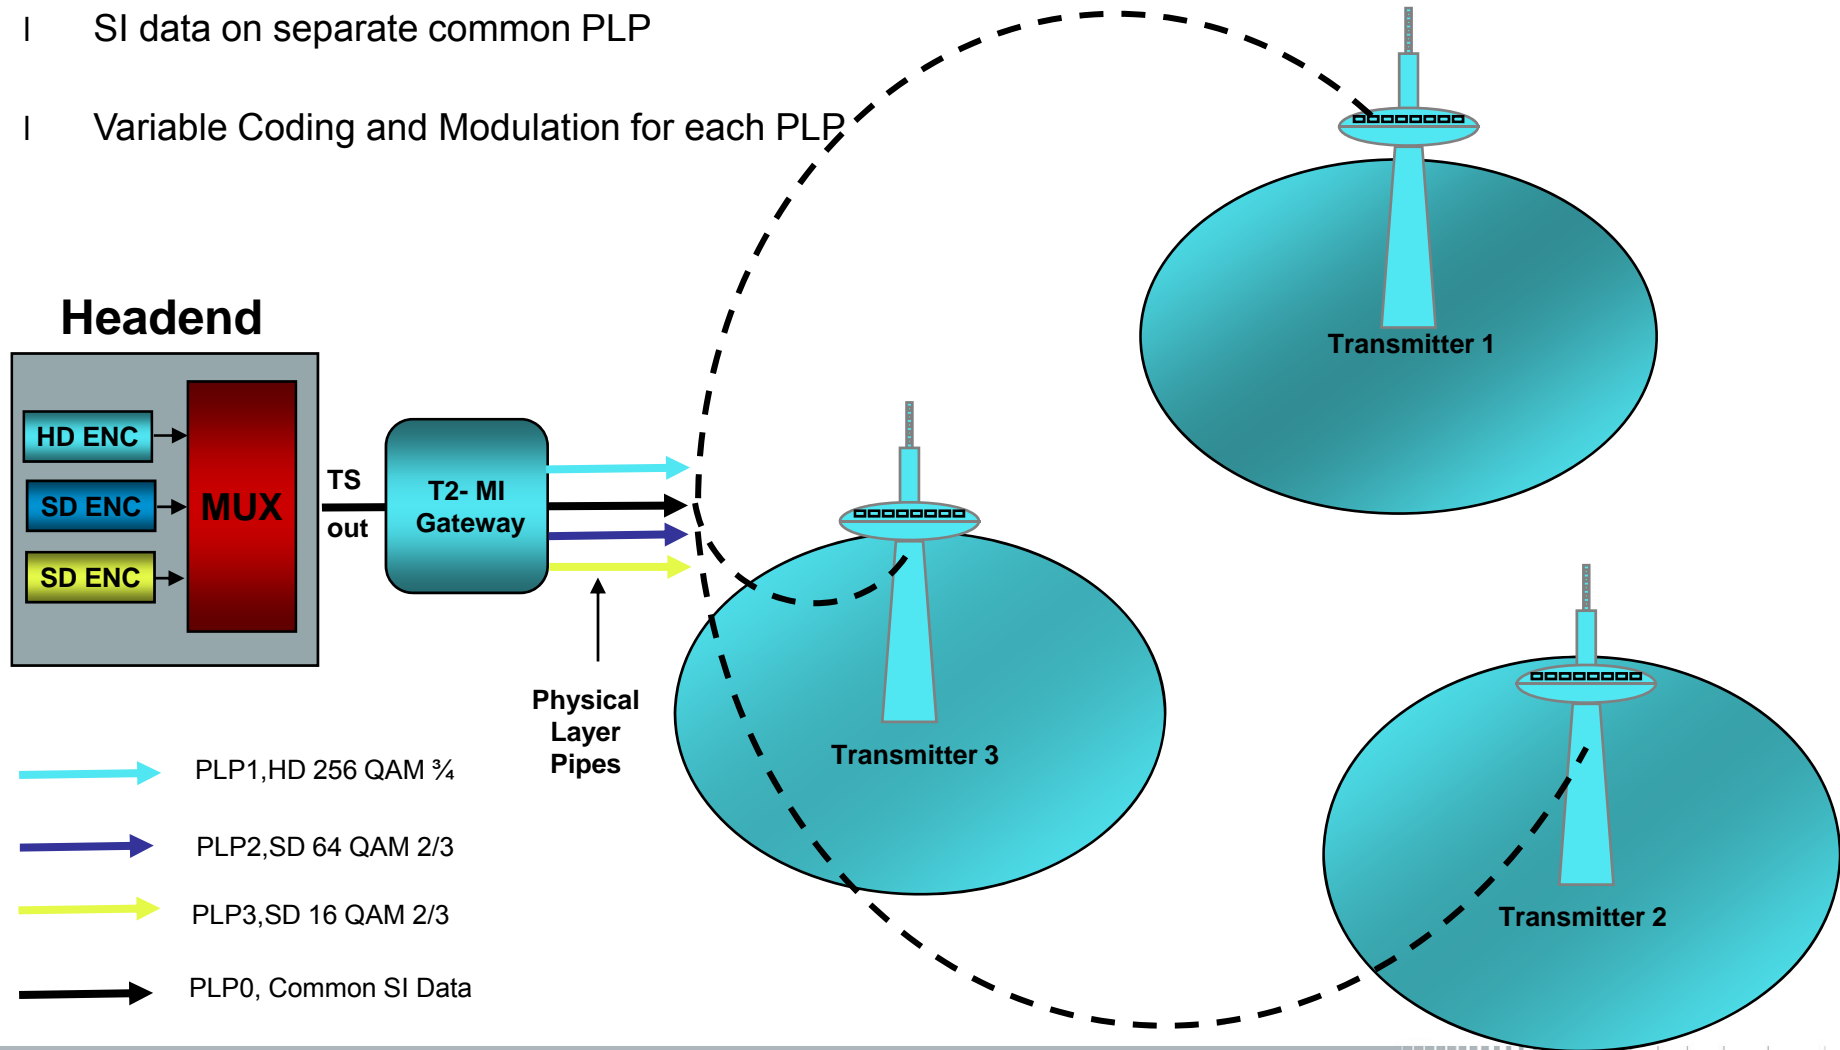 l SI data on separate common PLP
l Variable Coding and Modulation for each PLP
Headend
HD ENC
SD ENC
SD ENC
MUX
TS
out
T2- MI
Gateway
Physical
Layer
Pipes
Transmitter 1
Transmitter 3
Transmitter 2
PLP1,HD 256 QAM ¾
PLP2,SD 64 QAM 2/3
PLP3,SD 16 QAM 2/3
PLP0, Common SI Data